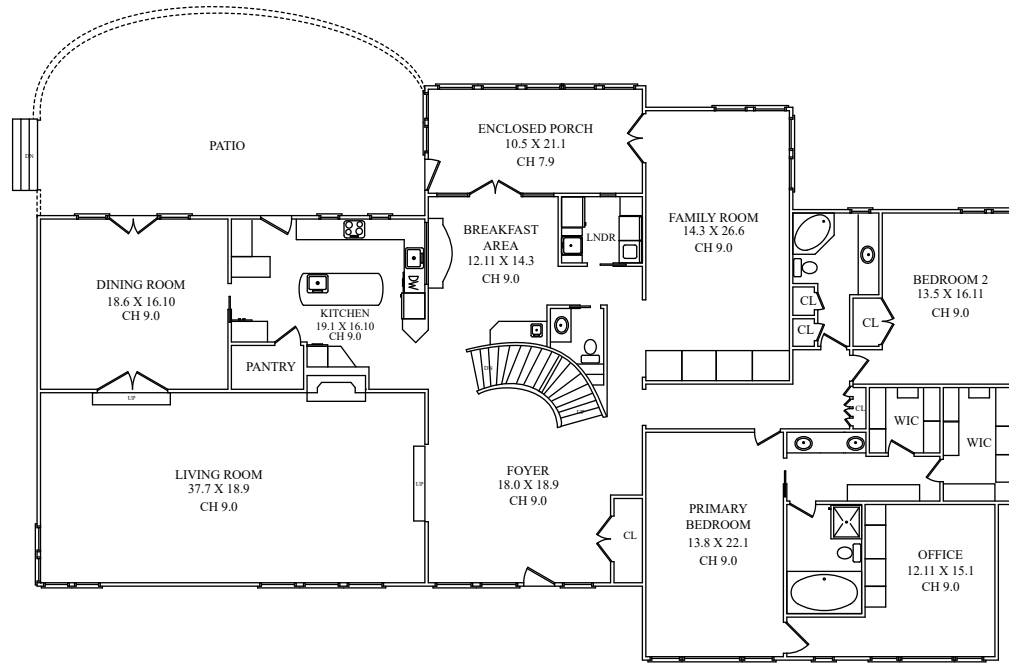 PATIO
DN
ENCLOSED PORCH
10.5 X 21.1
CH 7.9
FAMILY ROOM
14.3 X 26.6
CH 9.0
BREAKFAST
AREA
12.11 X 14.3
CH 9.0
LNDR
DINING ROOM
18.6 X 16.10
CH 9.0
DW
KITCHEN
19.1 X 16.10
CH 9.0
PANTRY
BEDROOM 2
13.5 X 16.11
CH 9.0
CL
CL
CL
CL
DN
UP
UP
UP
LIVING ROOM
37.7 X 18.9
CH 9.0
FOYER
18.0 X 18.9
CH 9.0
CL
WIC
WIC
PRIMARY
BEDROOM
13.8 X 22.1
CH 9.0
OFFICE
12.11 X 15.1
CH 9.0